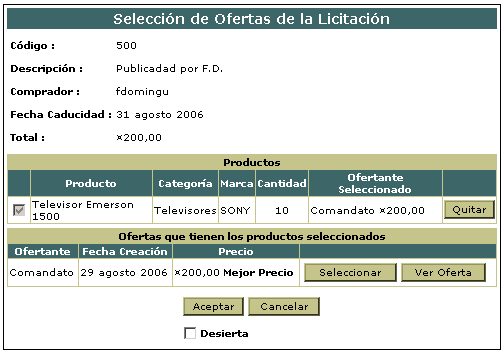 Selección de Ofertas de la Licitación
Código : 500
Descripción : Publicadad por F.D.
Comprador : fdomingu
Fecha Caducidad : 31 agosto 2006
Total : ¤200,00
Productos
Producto Categoría Marca Cantidad Ofertante Seleccionado
Televisor Emerson 1500 Televisores SONY 10 Comandato ¤200,00 Quitar
Ofertas que tienen los productos seleccionados
Ofertante Fecha Creación Precio
Comandato 29 agosto 2006 ¤200,00 Mejor Precio Seleccionar Ver Oferta
Aceptar Cancelar
Desierta